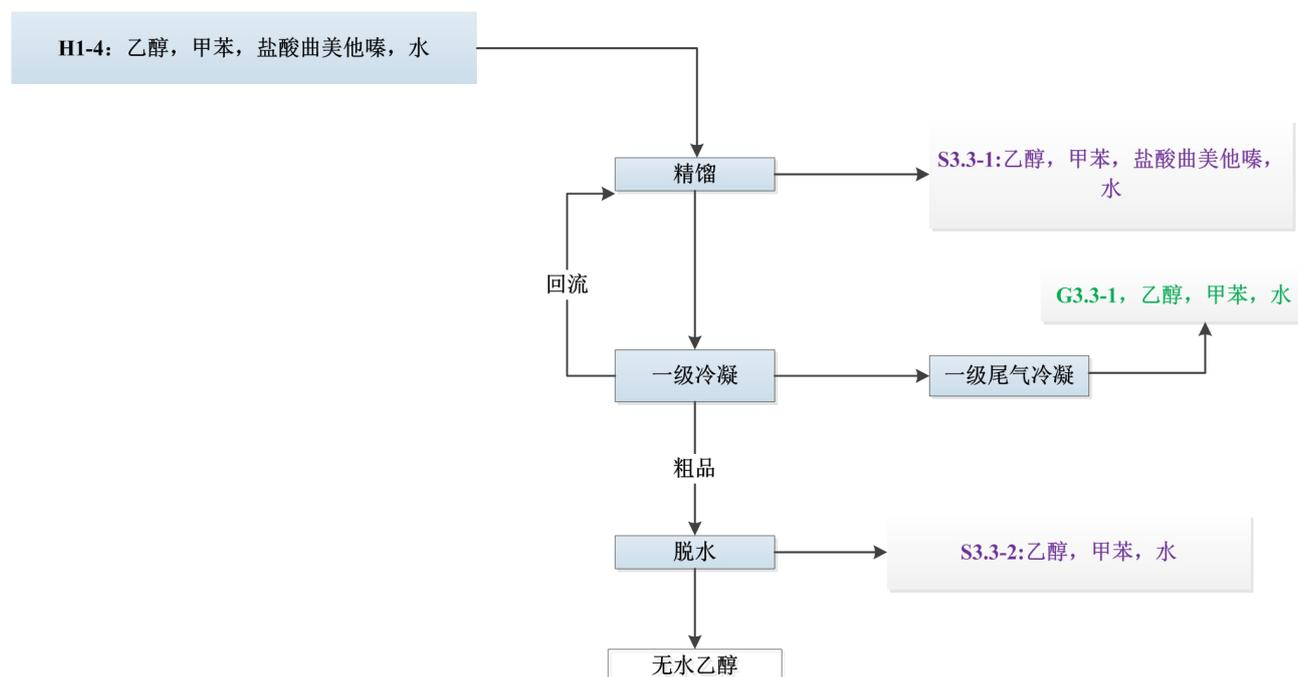 H1-4：乙醇，甲苯，盐酸曲美他嗪，水
精馏
S3.3-1:乙醇，甲苯，盐酸曲美他嗪，
水
回流
G3.3-1，乙醇，甲苯，水
一级冷凝
一级尾气冷凝
粗品
脱水
S3.3-2:乙醇，甲苯，水
无水乙醇